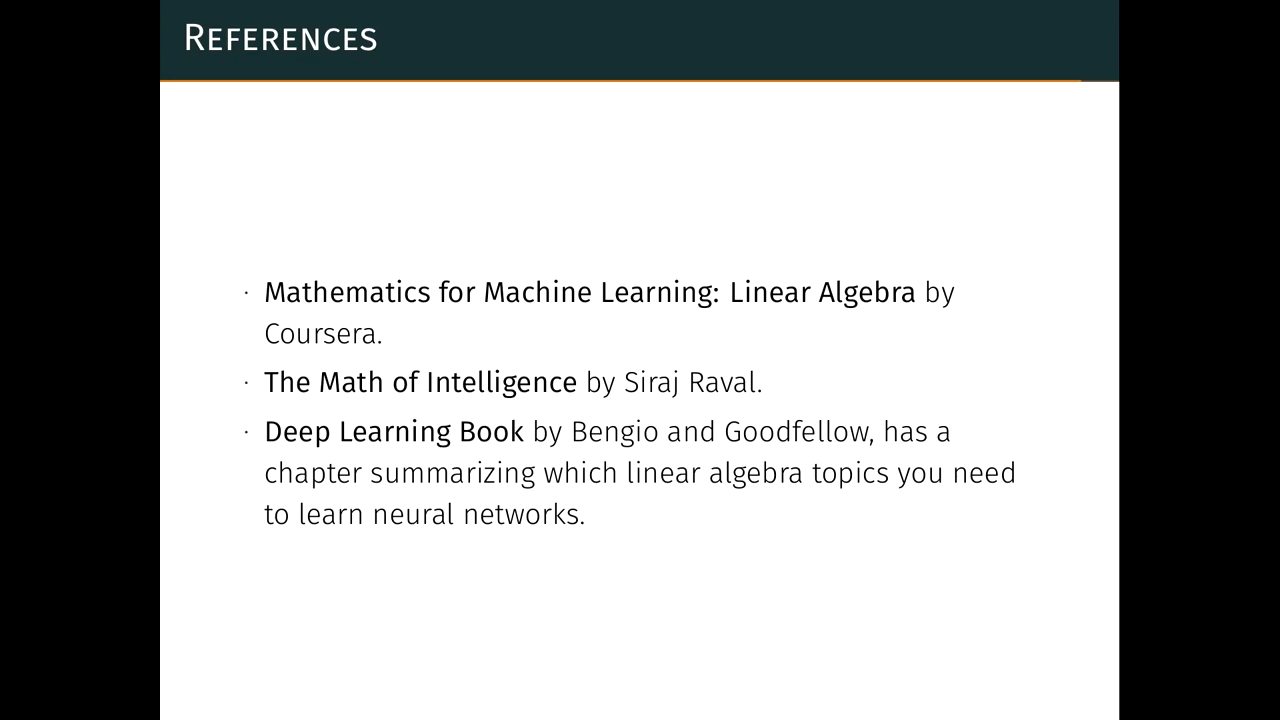 References
· Mathematics for Machine Learning: Linear Algebra by
Coursera.
· The Math of Intelligence by Siraj Raval.
· Deep Learning Book by Bengio and Goodfellow, has a
chapter summarizing which linear algebra topics you need
to learn neural networks.